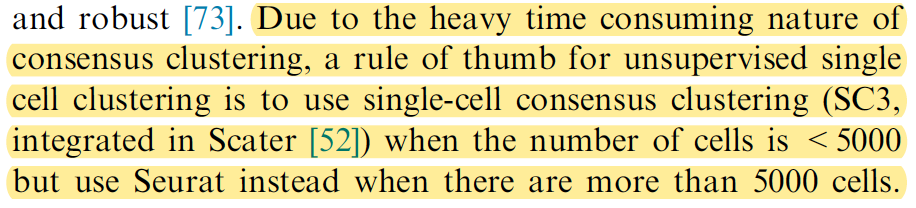 and robust [73]. Due to the heavy time consuming nature of
consensus clustering, a rule of thumb for unsupervised single
cell clustering is to use single-cell consensus clustering (SC3,
integrated in Scater [52]) when the number of cells is < 5000
but use Seurat instead when there are more than 5000 cells.